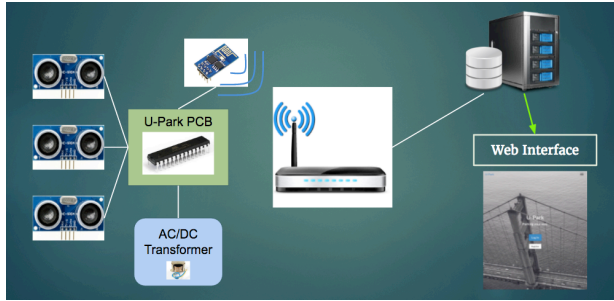 U-Park PCB
AC/DC
Transformer
Web Interface
U-Park